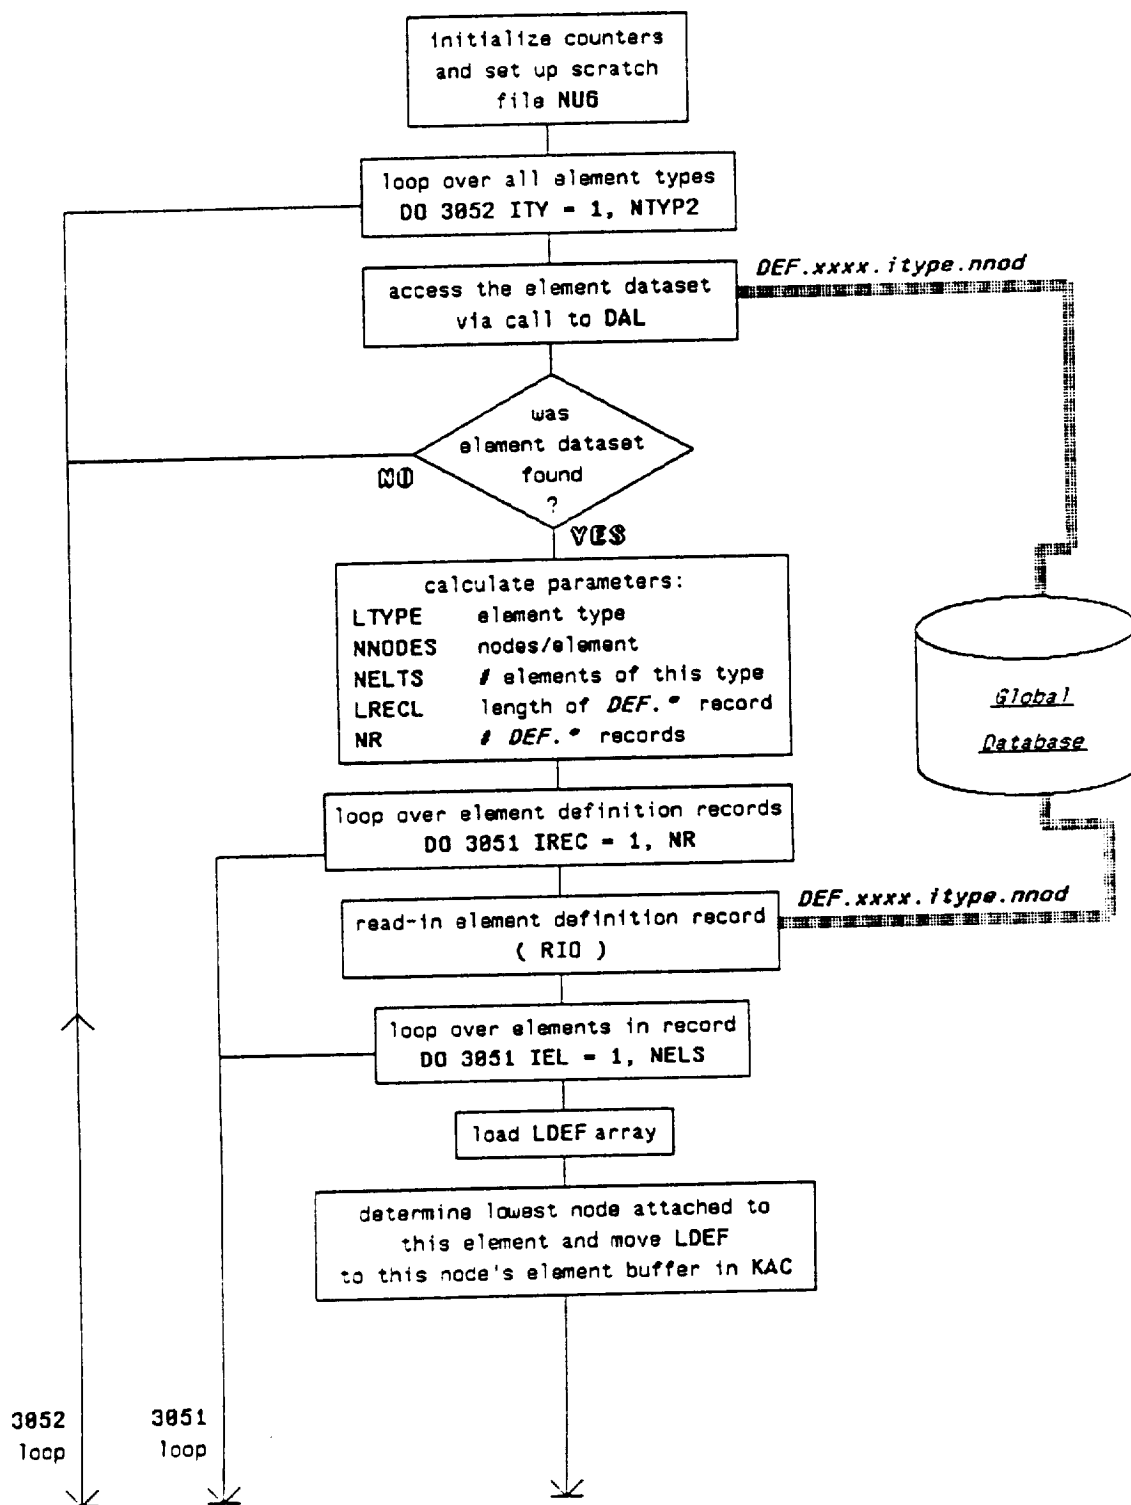 initialize counters
and set up scratch
file NU6
loop over all element types
DO 3052 ITY = 1, NTYP2
DEF.xxxx.itype.nnod
access the element dataset
via call to DAL
was
element dataset
found
?
NO
YES
calculate parameters:
LTYPE element type
NNODES nodes/element
NELTS # elements of this type
LRECL length of DEF.* record
NR # DEF.* records
Global
Database
loop over element definition records
DO 3051 IREC = 1, NR
DEF.xxxx.itype.nnod
read-in element definition record
( RIO )
loop over elements in record
DO 3051 IEL = 1, NELS
load LDEF array
determine lowest node attached to
this element and move LDEF
to this node's element buffer in KAC
3052
loop
3051
loop